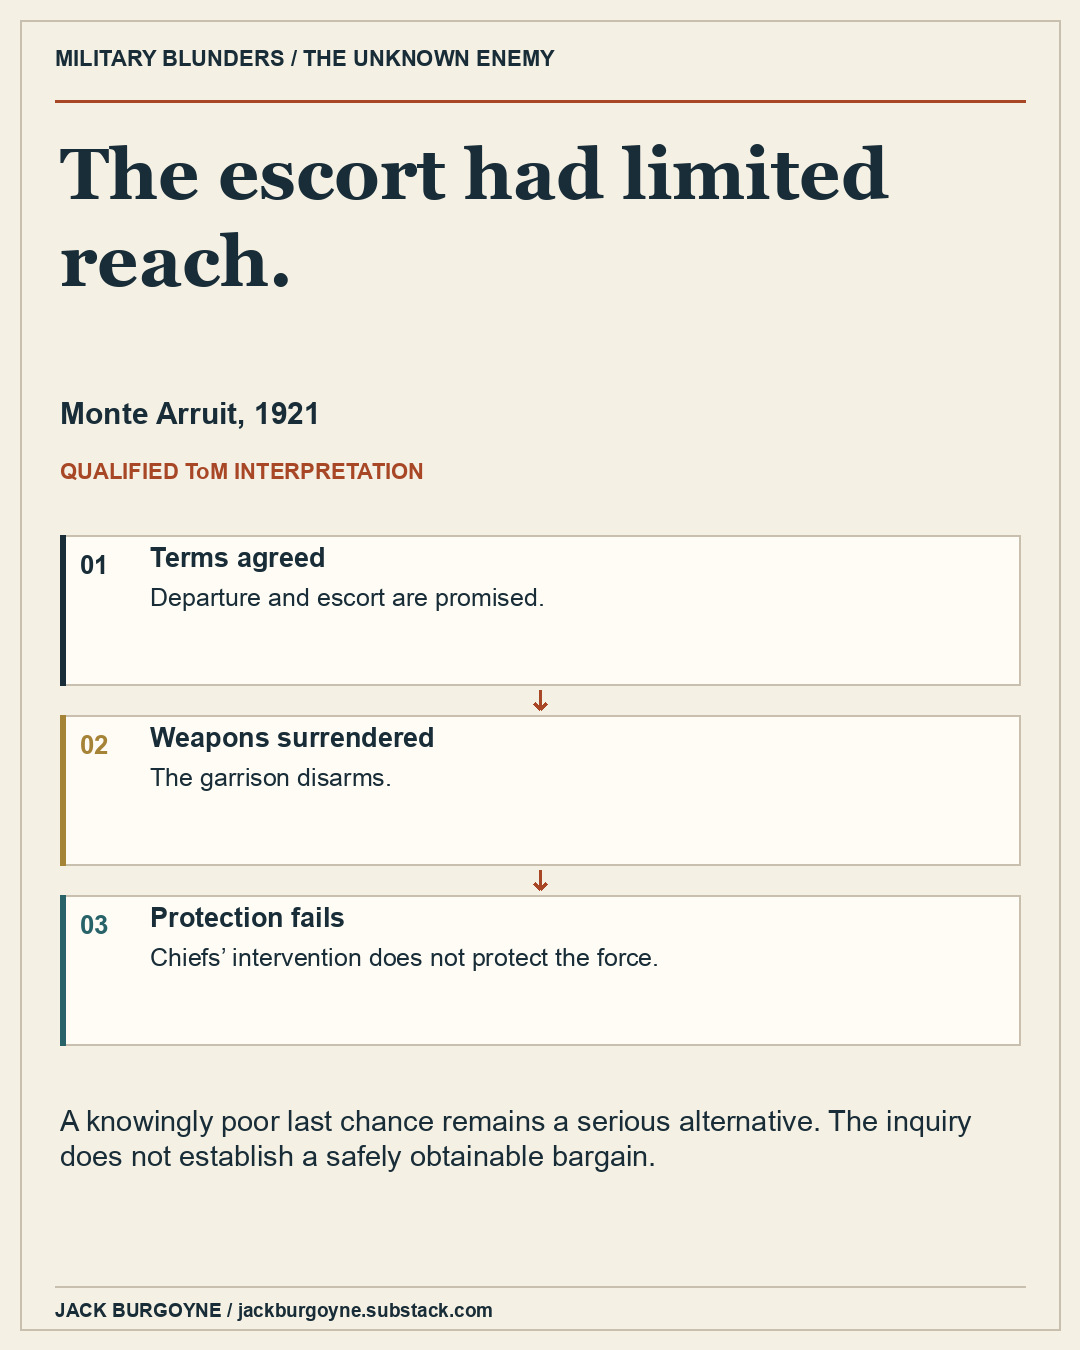 MILITARY BLUNDERS / THE UNKNOWN ENEMY
The escort had limited
reach.
Monte Arruit, 1921
QUALIFIED ToM INTERPRETATION
01
Terms agreed
Departure and escort are promised.
02
Weapons surrendered
The garrison disarms.
03
Protection fails
Chiefs’ intervention does not protect the force.
A knowingly poor last chance remains a serious alternative. The inquiry
does not establish a safely obtainable bargain.
JACK BURGOYNE / jackburgoyne.substack.com